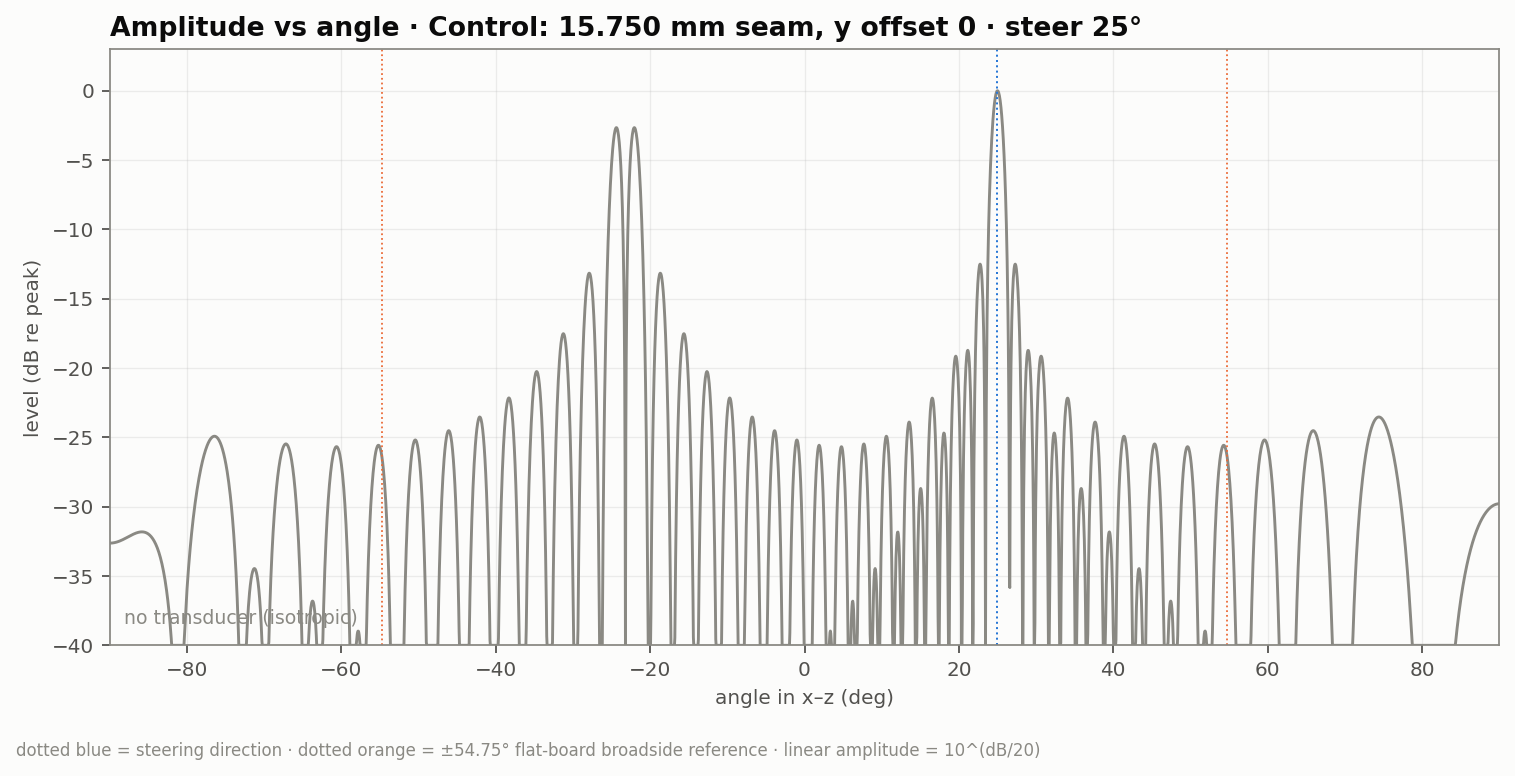 Amplitude vs angle · Control: 15.750 mm seam, y offset 0 · steer 25°
level (dB re peak)
0
−5
−10
−15
−20
−25
−30
−35
−40
no transducer (isotropic)
−80 −60 −40 −20 0 20 40 60 80
angle in x–z (deg)
dotted blue = steering direction · dotted orange = ±54.75° flat-board broadside reference · linear amplitude = 10^(dB/20)